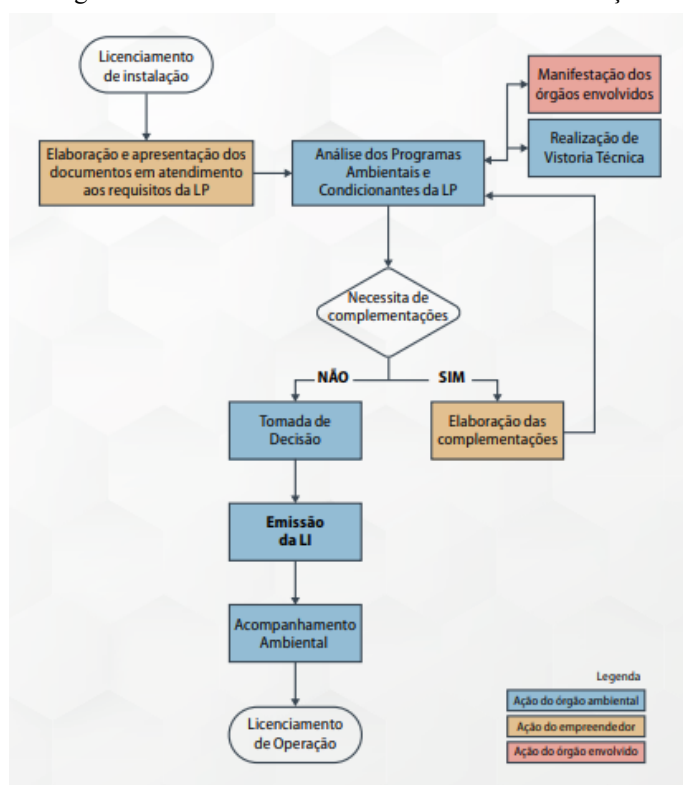 Licenciamento
de instalação
Manifestação dos
órgãos envolvidos
Elaboração e apresentação dos
documentos em atendimento
aos requisitos da LP
Análise dos Programas
Ambientais e
Condicionantes da LP
Realização de
Vistoria Técnica
Necessita de
complementações
NÃO
SIM
Tomada de
Decisão
Elaboração das
complementações
Emissão
da LI
Acompanhamento
Ambiental
Licenciamento
de Operação
Legenda
Ação do órgão ambiental
Ação do empreendedor
Ação do órgão envolvido